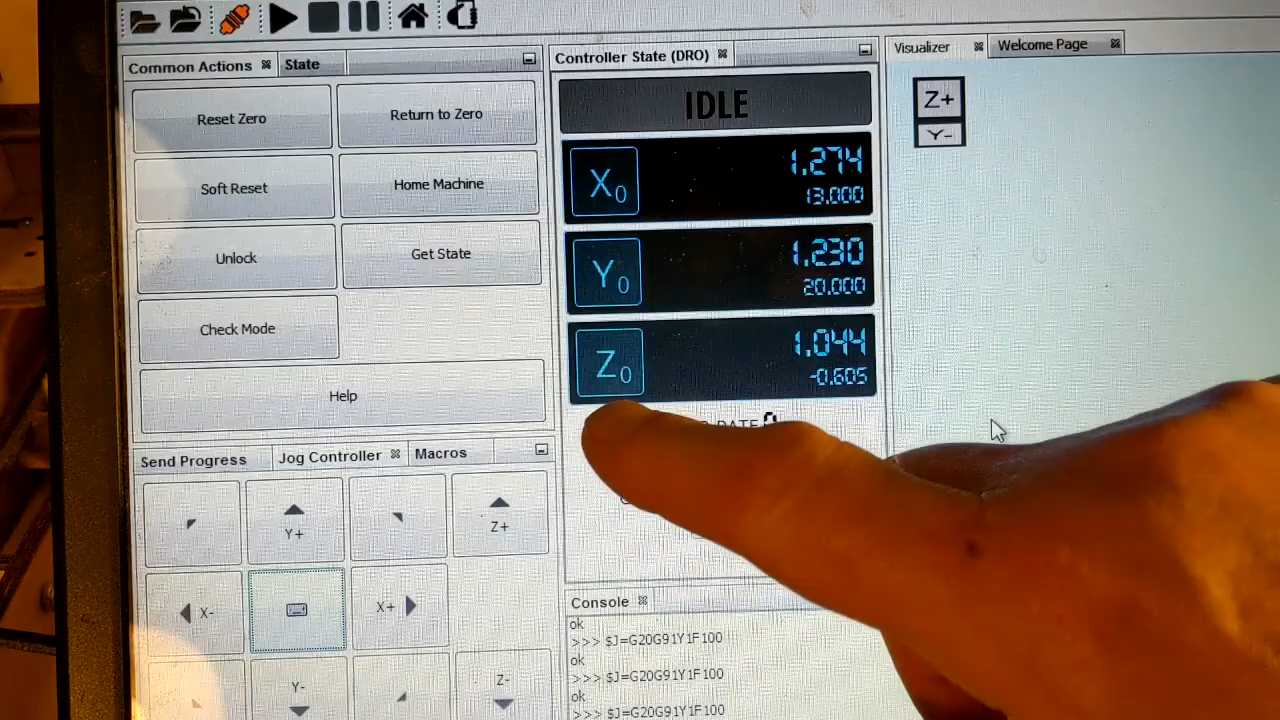 Common Actions
State
Reset Zero
Return to Zero
Soft Reset
Home Machine
Unlock
Get State
Check Mode
Help
Send Progress
Jog Controller
Macros
Y+
Z+
X-
X+
Y-
Z-
Controller State (DRO)
IDLE
X0
1.274
13.000
Y0
1.230
20.000
Z0
1.044
-0.605
RATE 0
Console
ok
>>> $J=G20G91Y1F100
ok
>>> $J=G20G91Y1F100
ok
>>> $J=G20G91Y1F100
Visualizer
Welcome Page
Z+
Y-